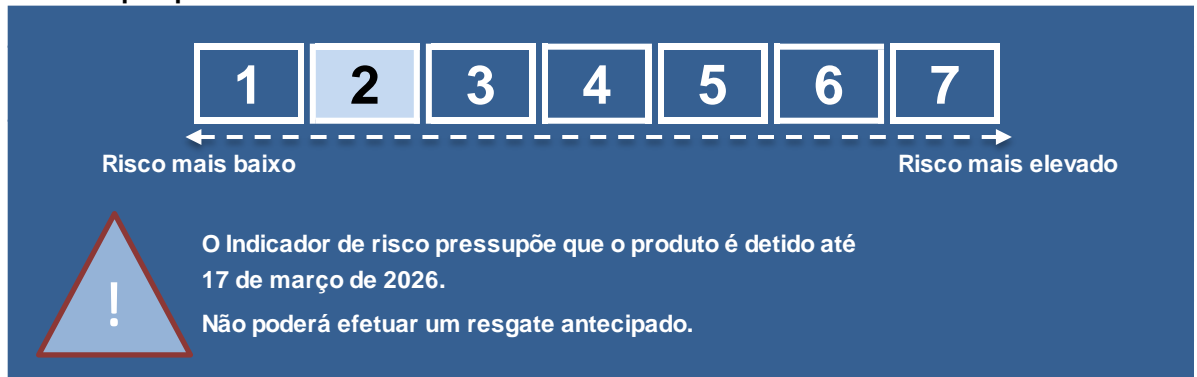 1 2 3 4 5 6 7
Risco mais baixo Risco mais elevado
O Indicador de risco pressupõe que o produto é detido até
17 de março de 2026.
!
Não poderá efetuar um resgate antecipado.